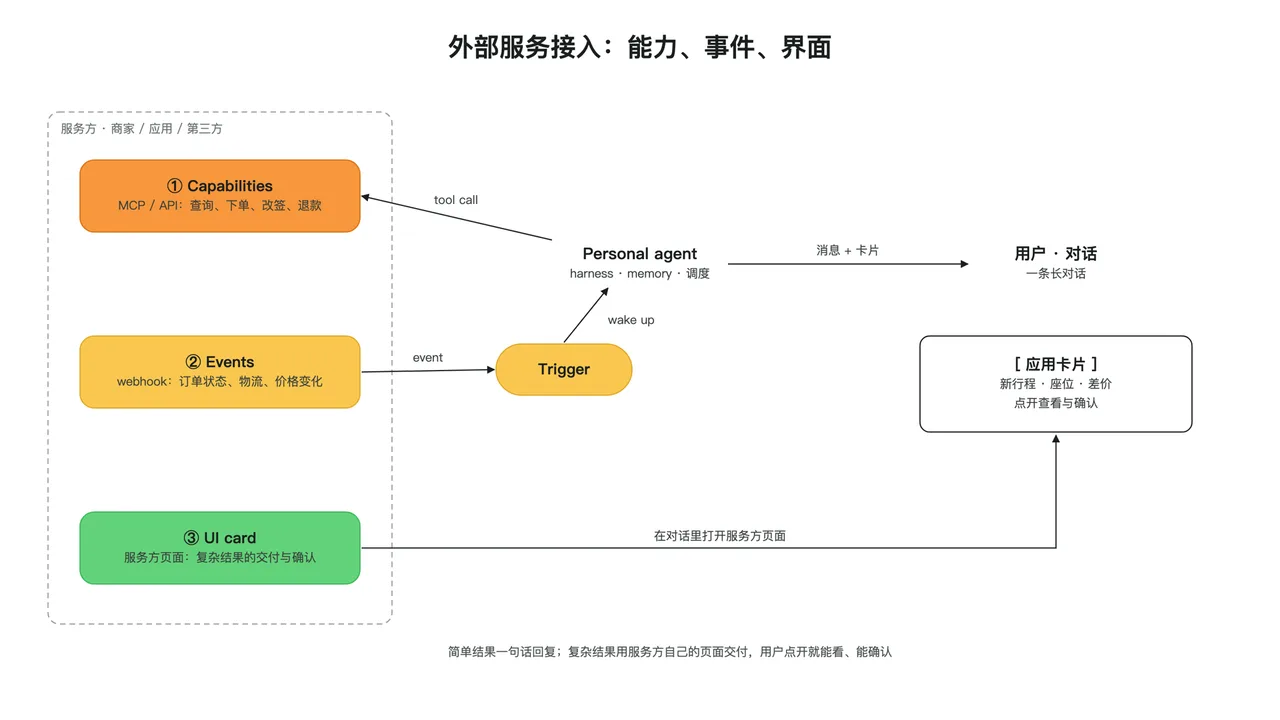 外部服务接入：能力、事件、界面
服务方 · 商家 / 应用 / 第三方
① Capabilities
MCP / API：查询、下单、改签、退款
tool call
Personal agent
harness · memory · 调度
消息 + 卡片
用户 · 对话
一条长对话
wake up
② Events
webhook：订单状态、物流、价格变化
event
Trigger
[ 应用卡片 ]
新行程 · 座位 · 差价
点开查看与确认
③ UI card
服务方页面：复杂结果的交付与确认
在对话里打开服务方页面
简单结果一句话回复；复杂结果用服务方自己的页面交付，用户点开就能看、能确认